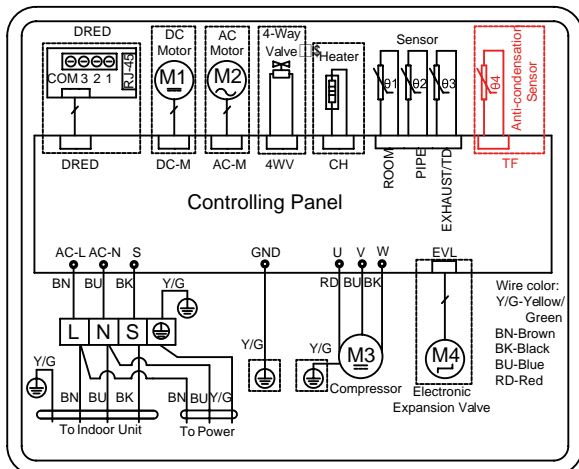 DRED
DC Motor
AC Motor
4-Way Valve
$
Heater
Sensor
Anti-condensation Sensor
COM 3 2 1
RJ-45
M1
M2
θ1
θ2
θ3
θ4
DRED
DC-M
AC-M
4WV
CH
ROOM
PIPE
EXHAUST/TD
TF
Controlling Panel
AC-L AC-N S
GND
U V W
EVL
BN BU BK
Y/G
RD BU BK
L N S
Y/G
Y/G
Y/G
M3
Compressor
M4
Electronic Expansion Valve
Wire color:
Y/G-Yellow/
Green
BN-Brown
BK-Black
BU-Blue
RD-Red
BN BU BK
BN BU Y/G
To Indoor Unit
To Power